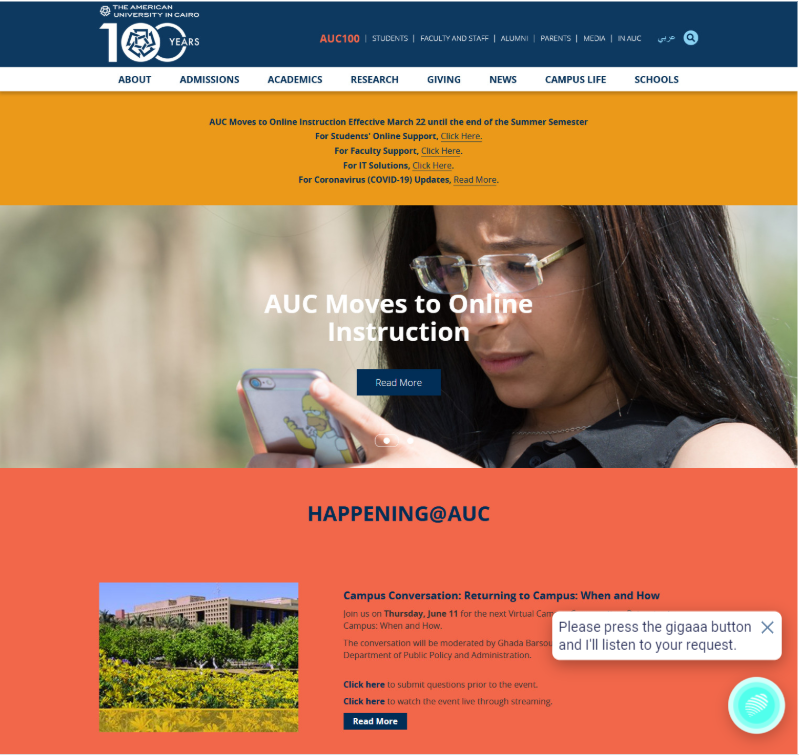 THE AMERICAN
UNIVERSITY IN CAIRO
100 YEARS
AUC100 | STUDENTS | FACULTY AND STAFF | ALUMNI | PARENTS | MEDIA | IN AUC عربي
ABOUT ADMISSIONS ACADEMICS RESEARCH GIVING NEWS CAMPUS LIFE SCHOOLS
AUC Moves to Online Instruction Effective March 22 until the end of the Summer Semester
For Students' Online Support, Click Here.
For Faculty Support, Click Here.
For IT Solutions, Click Here.
For Coronavirus (COVID-19) Updates, Read More.
AUC Moves to Online
Instruction
Read More
HAPPENING@AUC
Campus Conversation: Returning to Campus: When and How
Join us on Thursday, June 11 for the next Virtual
Campus: When and How.
The conversation will be moderated by Ghada
Department of Public Policy and Administration.
Click here to submit questions prior to the event.
Click here to watch the event live through streaming.
Read More
Please press the gigaaa button
and I'll listen to your request.